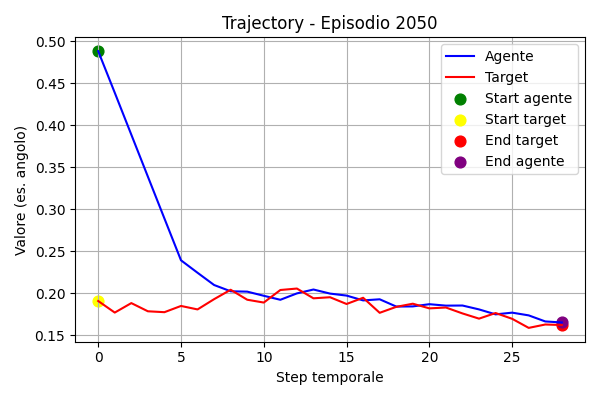 Trajectory - Episodio 2050
Valore (es. angolo)
0.50
0.45
0.40
0.35
0.30
0.25
0.20
0.15
Agente
Target
Start agente
Start target
End target
End agente
0 5 10 15 20 25
Step temporale